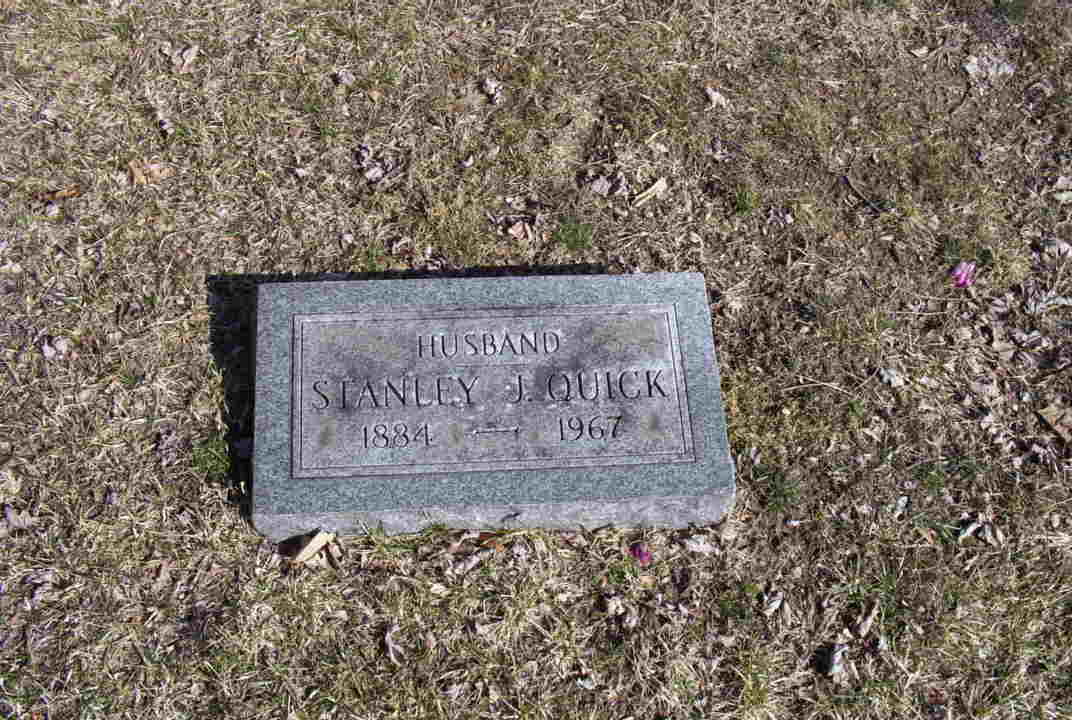 HUSBAND
STANLEY J. QUICK
1884 — 1967